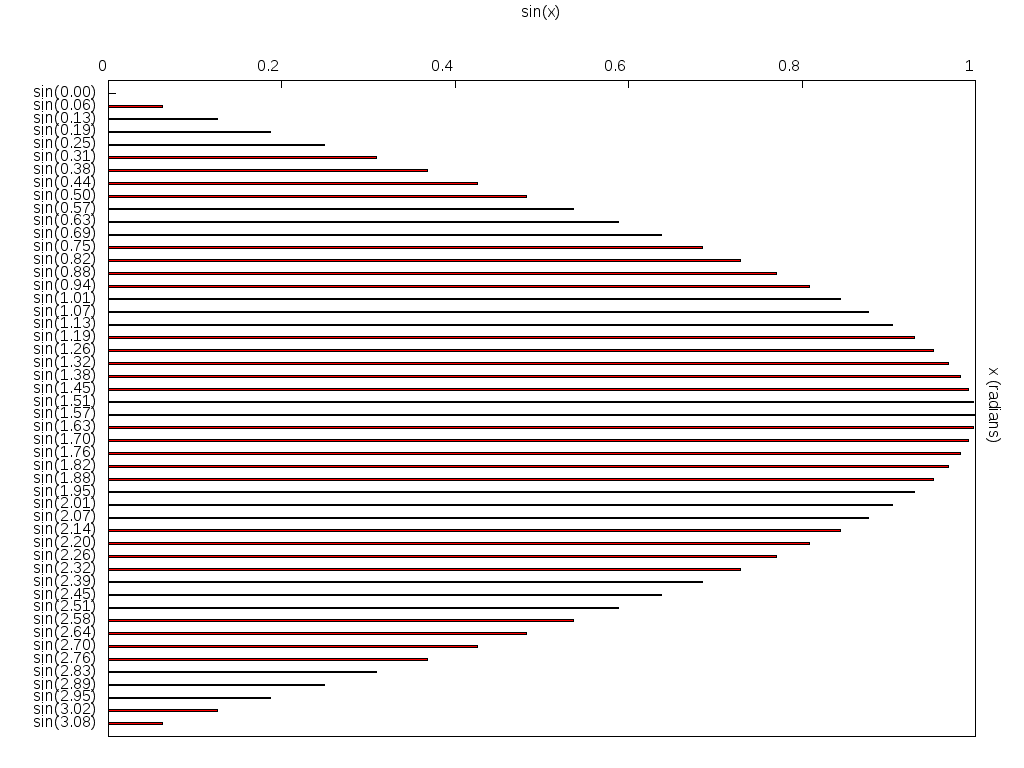 sin(x)
0 0.2 0.4 0.6 0.8 1
sin(0.00)
sin(0.06)
sin(0.13)
sin(0.19)
sin(0.25)
sin(0.31)
sin(0.38)
sin(0.44)
sin(0.50)
sin(0.57)
sin(0.63)
sin(0.69)
sin(0.75)
sin(0.82)
sin(0.88)
sin(0.94)
sin(1.01)
sin(1.07)
sin(1.13)
sin(1.19)
sin(1.26)
sin(1.32)
sin(1.38)
sin(1.45)
sin(1.51)
sin(1.57)
sin(1.63)
sin(1.70)
sin(1.76)
sin(1.82)
sin(1.88)
sin(1.95)
sin(2.01)
sin(2.07)
sin(2.14)
sin(2.20)
sin(2.26)
sin(2.32)
sin(2.39)
sin(2.45)
sin(2.51)
sin(2.58)
sin(2.64)
sin(2.70)
sin(2.76)
sin(2.83)
sin(2.89)
sin(2.95)
sin(3.02)
sin(3.08)
x (radians)